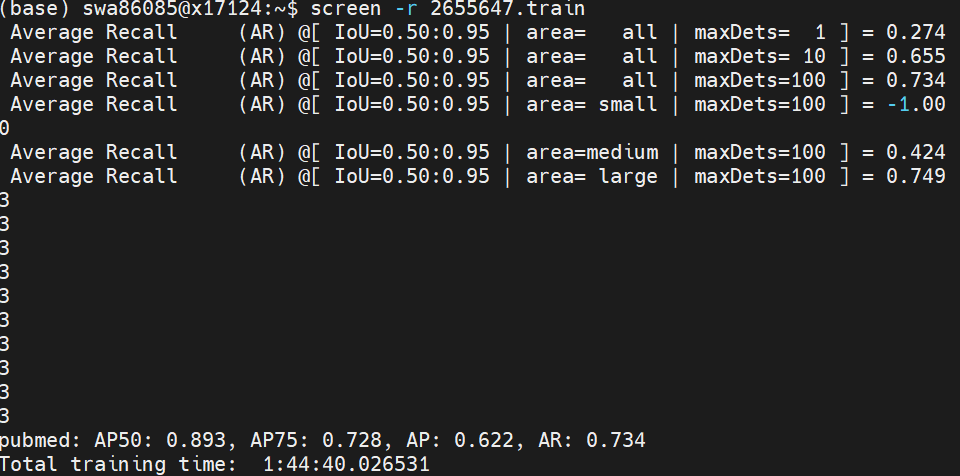 (base) swa86085@x17124:~$ screen -r 2655647.train
 Average Recall     (AR) @[ IoU=0.50:0.95 | area=   all | maxDets=  1 ] = 0.274
 Average Recall     (AR) @[ IoU=0.50:0.95 | area=   all | maxDets= 10 ] = 0.655
 Average Recall     (AR) @[ IoU=0.50:0.95 | area=   all | maxDets=100 ] = 0.734
 Average Recall     (AR) @[ IoU=0.50:0.95 | area= small | maxDets=100 ] = -1.00
0
 Average Recall     (AR) @[ IoU=0.50:0.95 | area=medium | maxDets=100 ] = 0.424
 Average Recall     (AR) @[ IoU=0.50:0.95 | area= large | maxDets=100 ] = 0.749
3
3
3
3
3
3
3
3
3
3
pubmed: AP50: 0.893, AP75: 0.728, AP: 0.622, AR: 0.734
Total training time:  1:44:40.026531